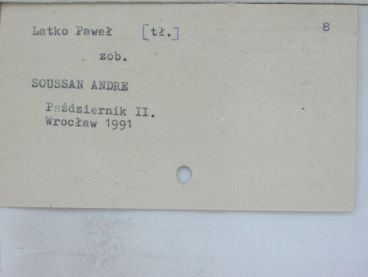 Latko Paweł [tł.] 8
zob.
SOUSSAN ANDRE
Październik II.
Wrocław 1991